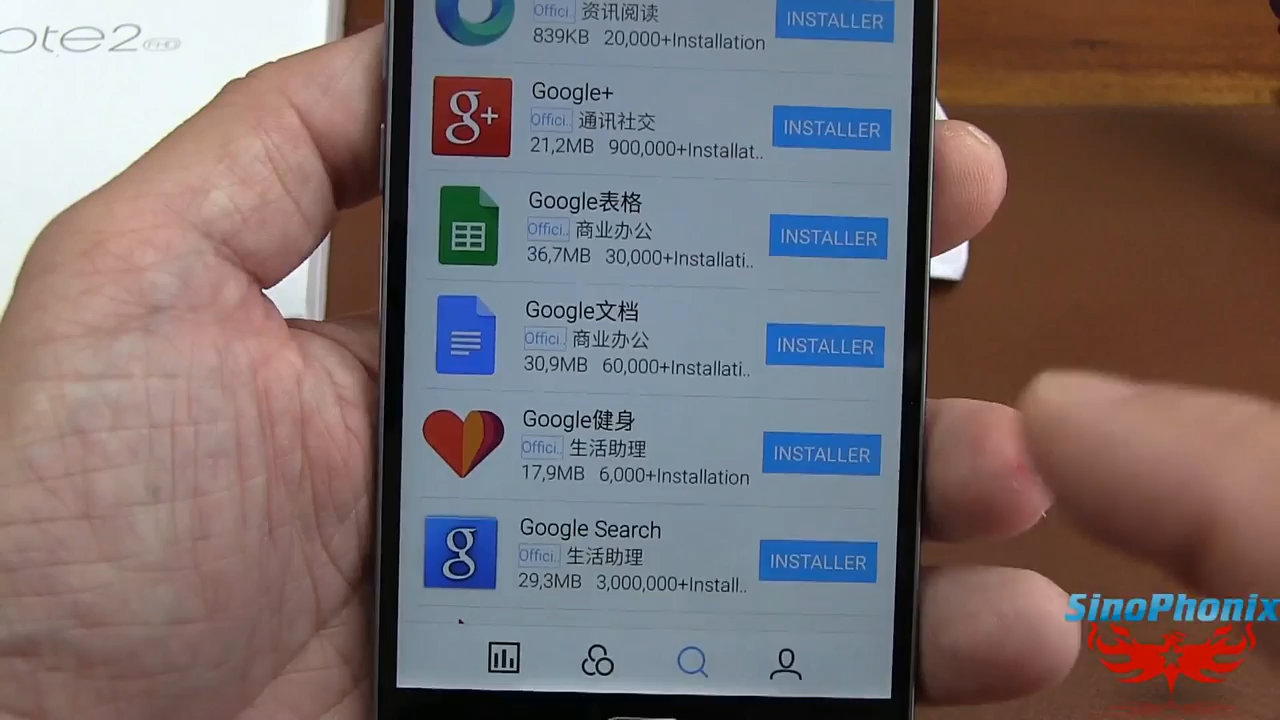 ote2 FHD
Offici.. 资讯阅读
839KB 20,000+Installation
INSTALLER
g+
Google+
Offici.. 通讯社交
21,2MB 900,000+Installat..
INSTALLER
Google表格
Offici.. 商业办公
36,7MB 30,000+Installati..
INSTALLER
Google文档
Offici.. 商业办公
30,9MB 60,000+Installati..
INSTALLER
Google健身
Offici.. 生活助理
17,9MB 6,000+Installation
INSTALLER
g
Google Search
Offici.. 生活助理
29,3MB 3,000,000+Install..
INSTALLER
SinoPhonix